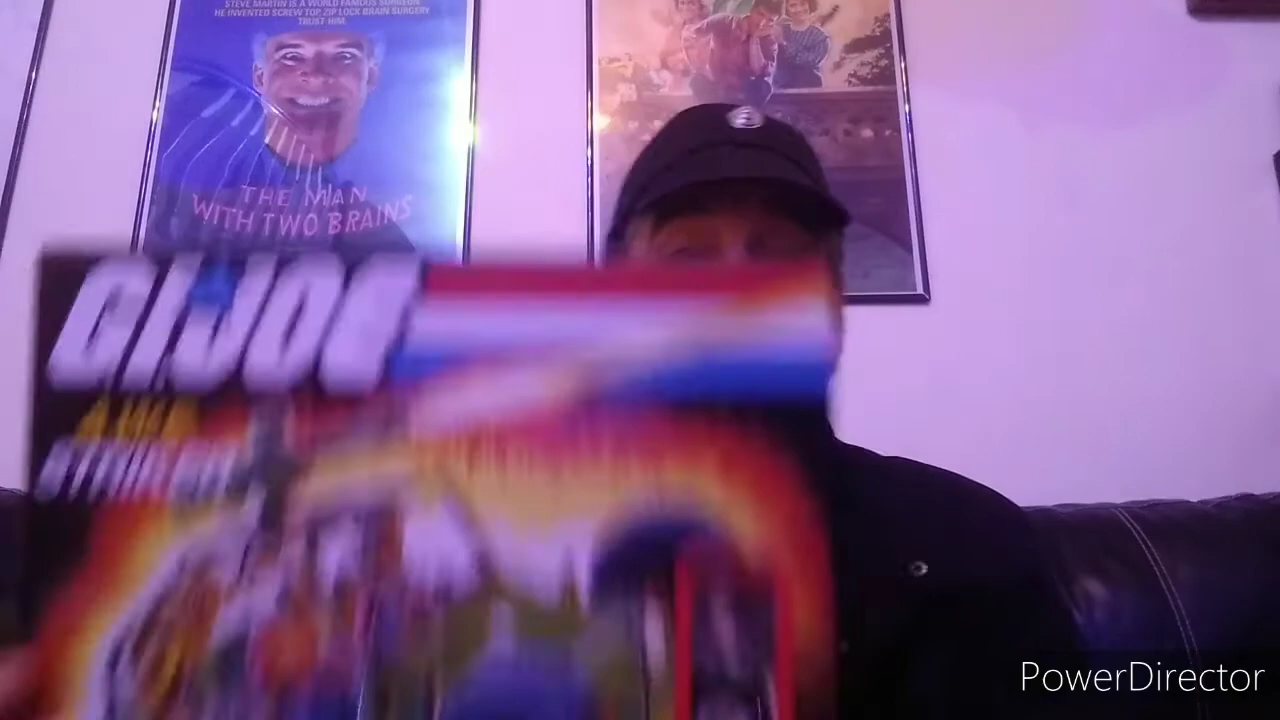 STEVE MARTIN IS A WORLD FAMOUS SURGEON.
HE INVENTED SCREW TOP, ZIP LOCK BRAIN SURGERY
TRUST HIM.
THE MAN
WITH TWO BRAINS
GI JOE
PowerDirector